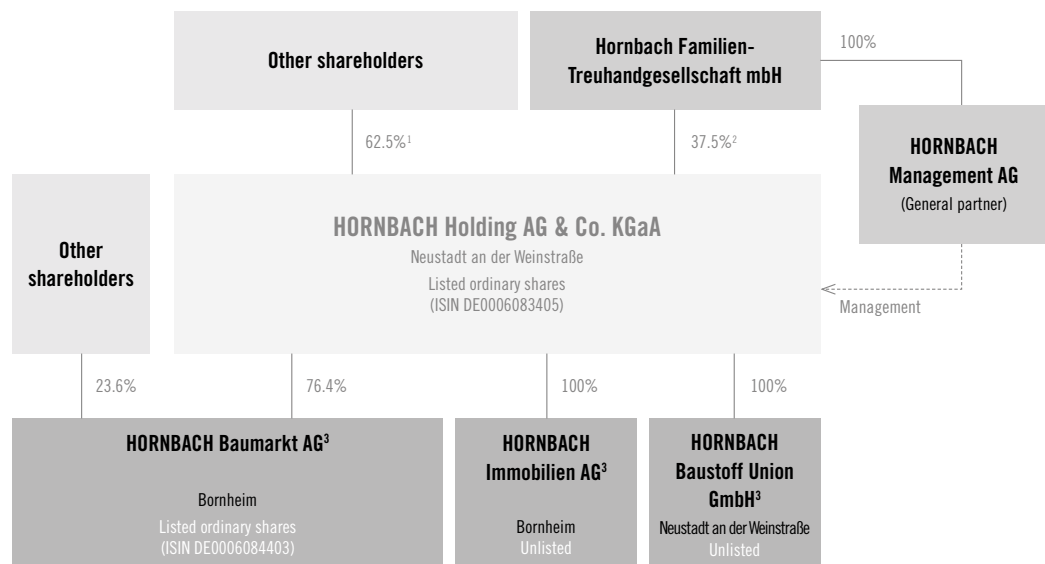 Other shareholders
Hornbach Familien-
Treuhandgesellschaft mbH
100%
62.5%¹
37.5%²
HORNBACH
Management AG
(General partner)
Other
shareholders
HORNBACH Holding AG & Co. KGaA
Neustadt an der Weinstraße
Listed ordinary shares
(ISIN DE0006083405)
Management
23.6%
76.4%
100%
100%
HORNBACH Baumarkt AG³
Bornheim
Listed ordinary shares
(ISIN DE0006084403)
HORNBACH
Immobilien AG³
Bornheim
Unlisted
HORNBACH
Baustoff Union
GmbH³
Neustadt an der Weinstraße
Unlisted